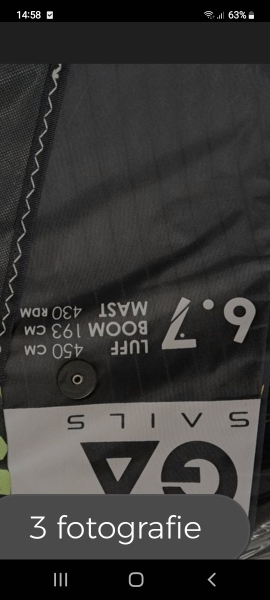 14:58
63%
6.7
LUFF 450 CM
BOOM 193 CM
MAST 430 RDM
GA
SAILS
3 fotografie